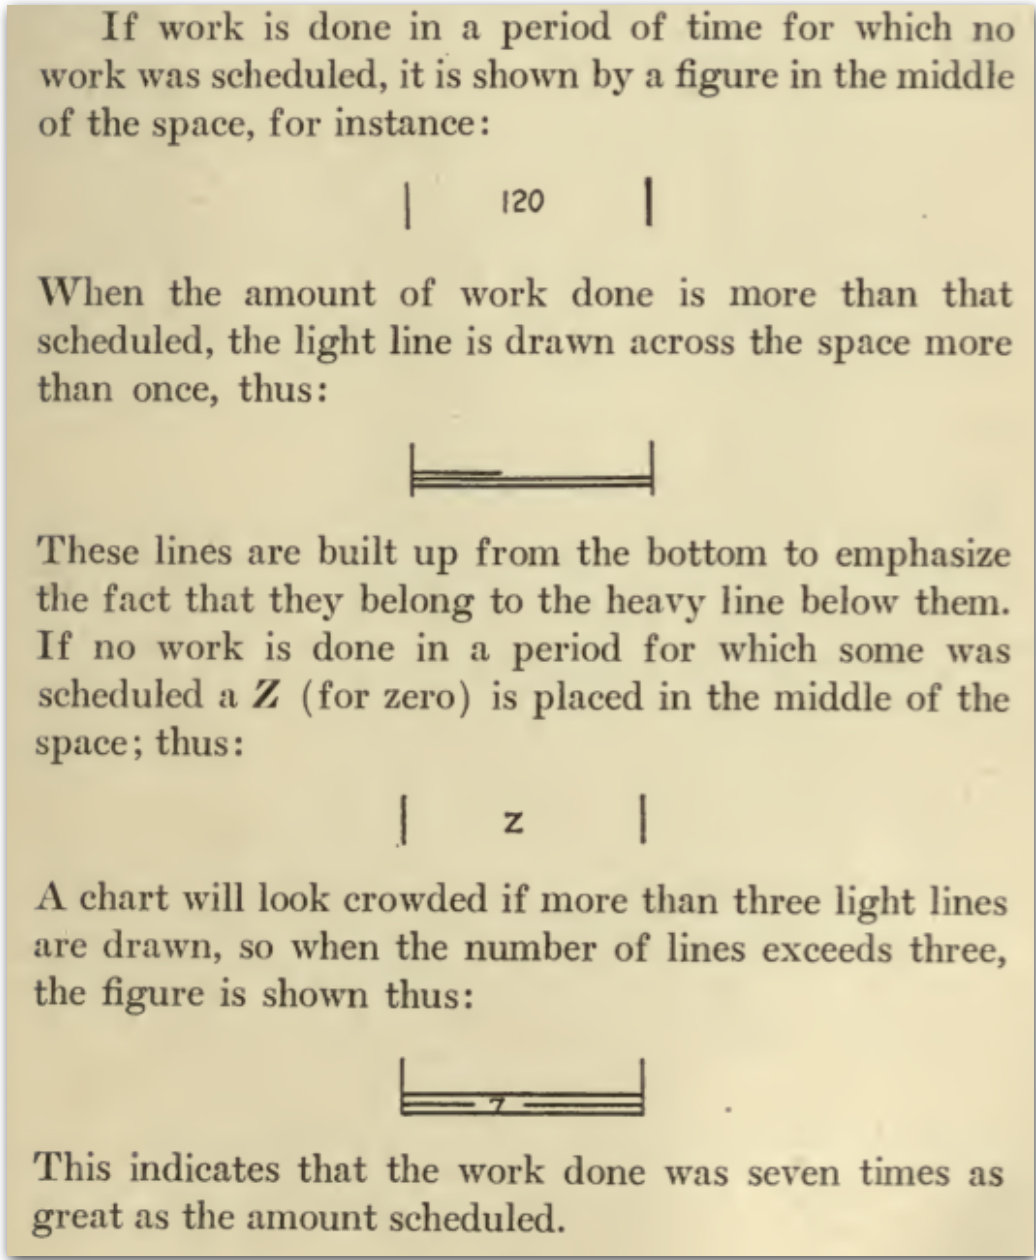 If work is done in a period of time for which no
work was scheduled, it is shown by a figure in the middle
of the space, for instance:
120
When the amount of work done is more than that
scheduled, the light line is drawn across the space more
than once, thus:
These lines are built up from the bottom to emphasize
the fact that they belong to the heavy line below them.
If no work is done in a period for which some was
scheduled a Z (for zero) is placed in the middle of the
space; thus:
Z
A chart will look crowded if more than three light lines
are drawn, so when the number of lines exceeds three,
the figure is shown thus:
7
This indicates that the work done was seven times as
great as the amount scheduled.